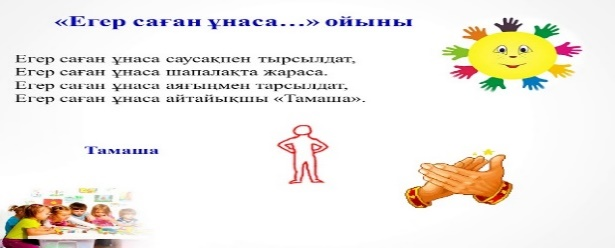 «Егер саған ұнаса...» ойыны
Егер саған ұнаса саусақпен тырсылдат,
Егер саған ұнаса шапалақта жараса.
Егер саған ұнаса аяғыңмен тарсылдат,
Егер саған ұнаса айтайықшы «Тамаша».
Тамаша